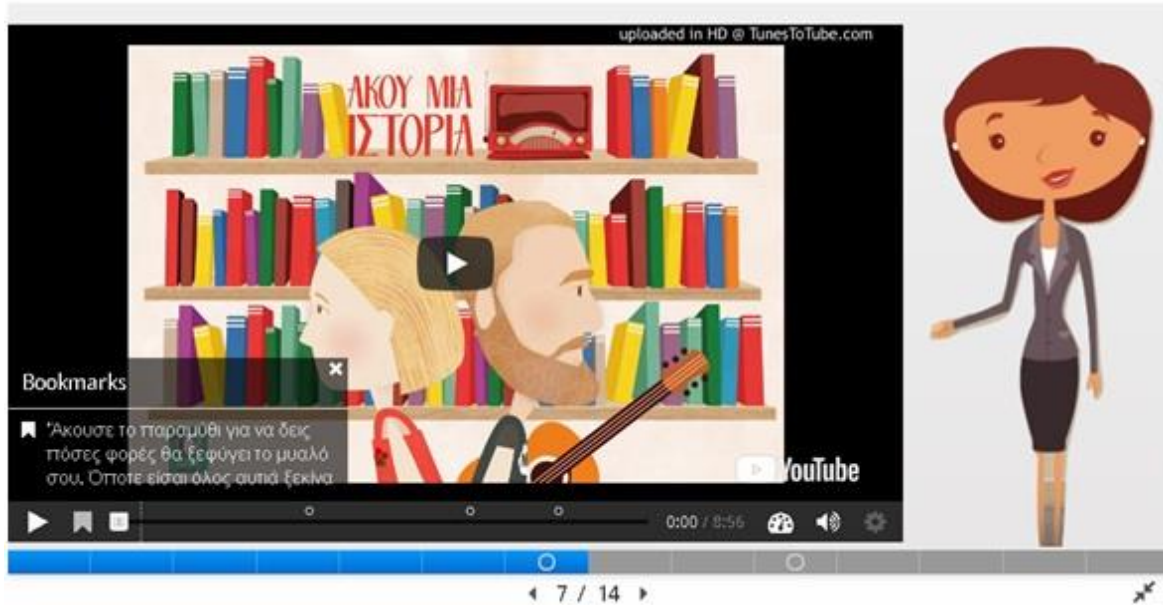 uploaded in HD @ TunesToTube.com
ΑΚΟΥ ΜΙΑ
ΙΣΤΟΡΙΑ
Bookmarks
"Άκουσε το παραμύθι για να δεις
πόσες φορές θα ξεφύγει το μυαλό
σου. Όποτε είσαι όλος αυτιά ξεκίνα
YouTube
0:00 / 8:56
7 / 14